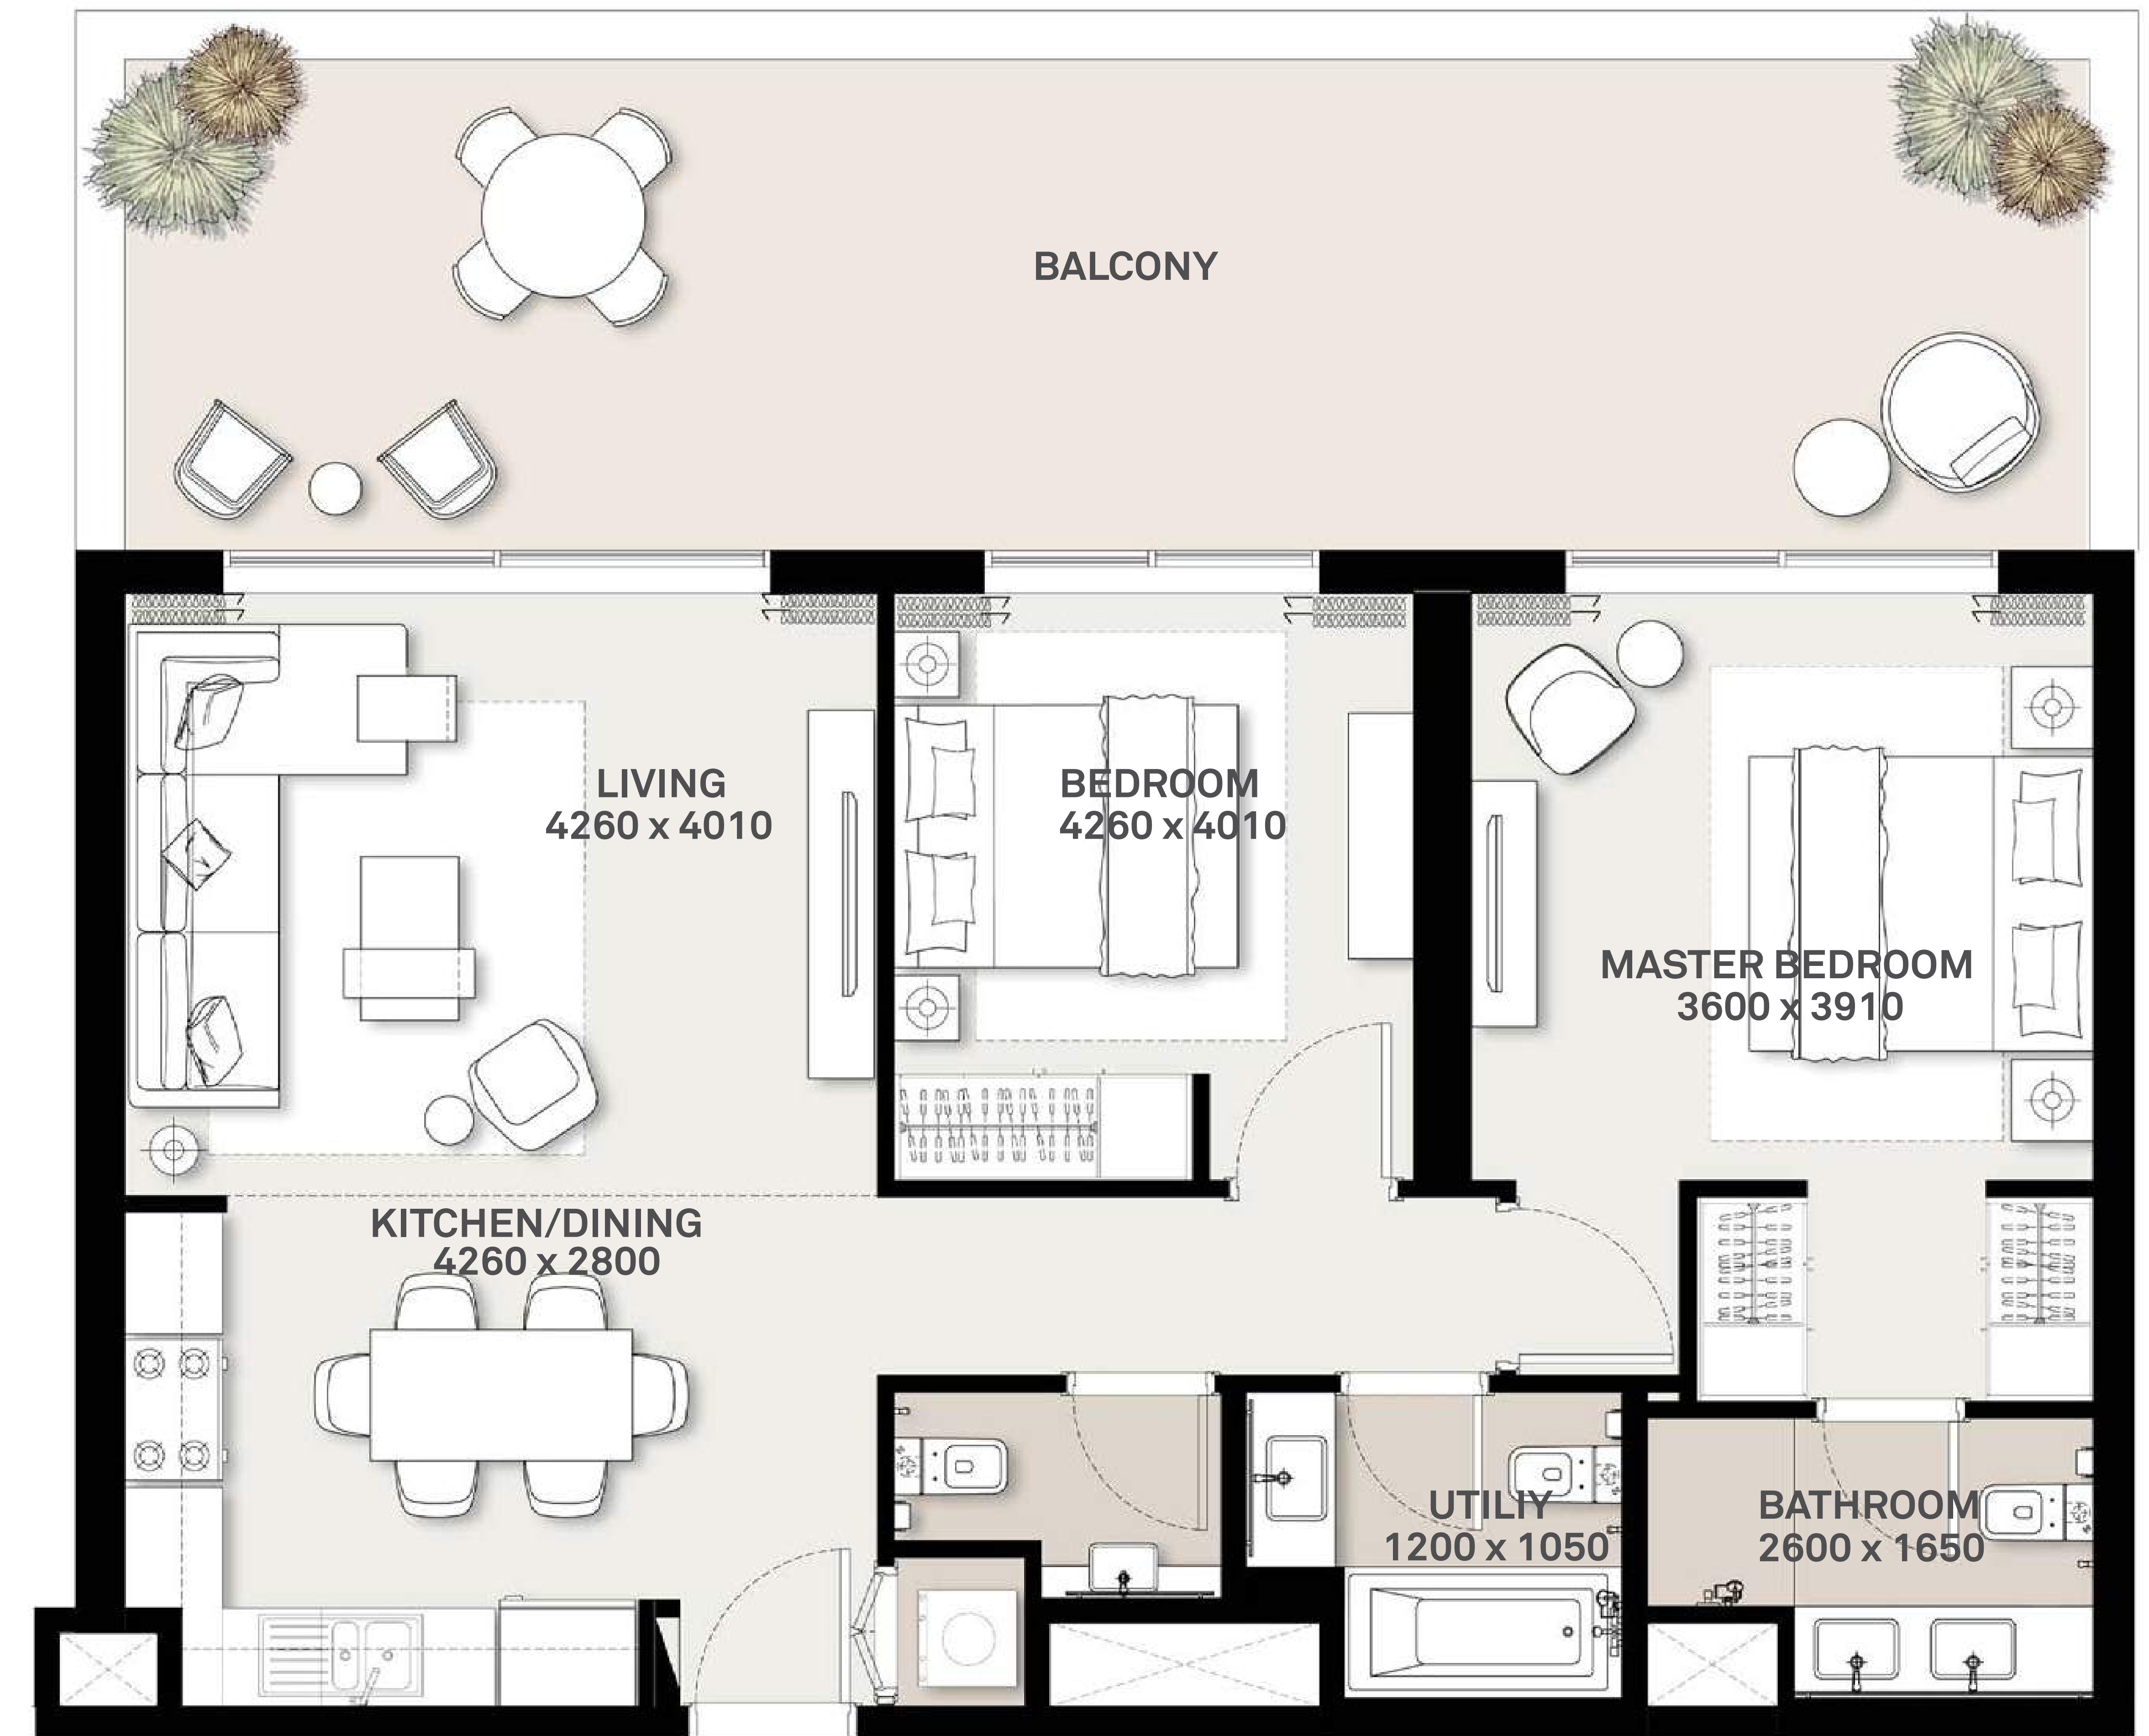 BALCONY
LIVING
4260 x 4010
BEDROOM
4260 x 4010
MASTER BEDROOM
3600 x 3910
KITCHEN/DINING
4260 x 2800
UTILIY
1200 x 1050
BATHROOM
2600 x 1650